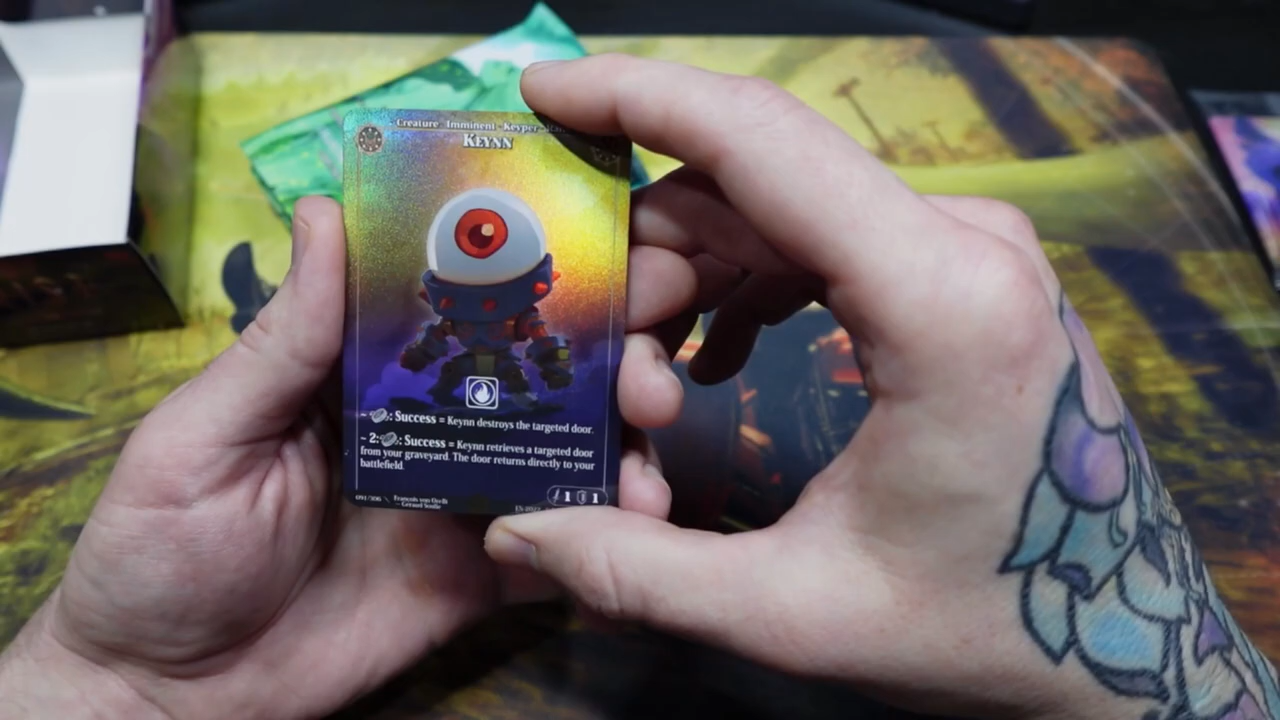 Creature Imminent - Keyper
KEYNN
~ : Success = Keynn destroys the targeted door.
~ 2: : Success = Keynn retrieves a targeted door
from your graveyard. The door returns directly to your
battlefield.
1 1